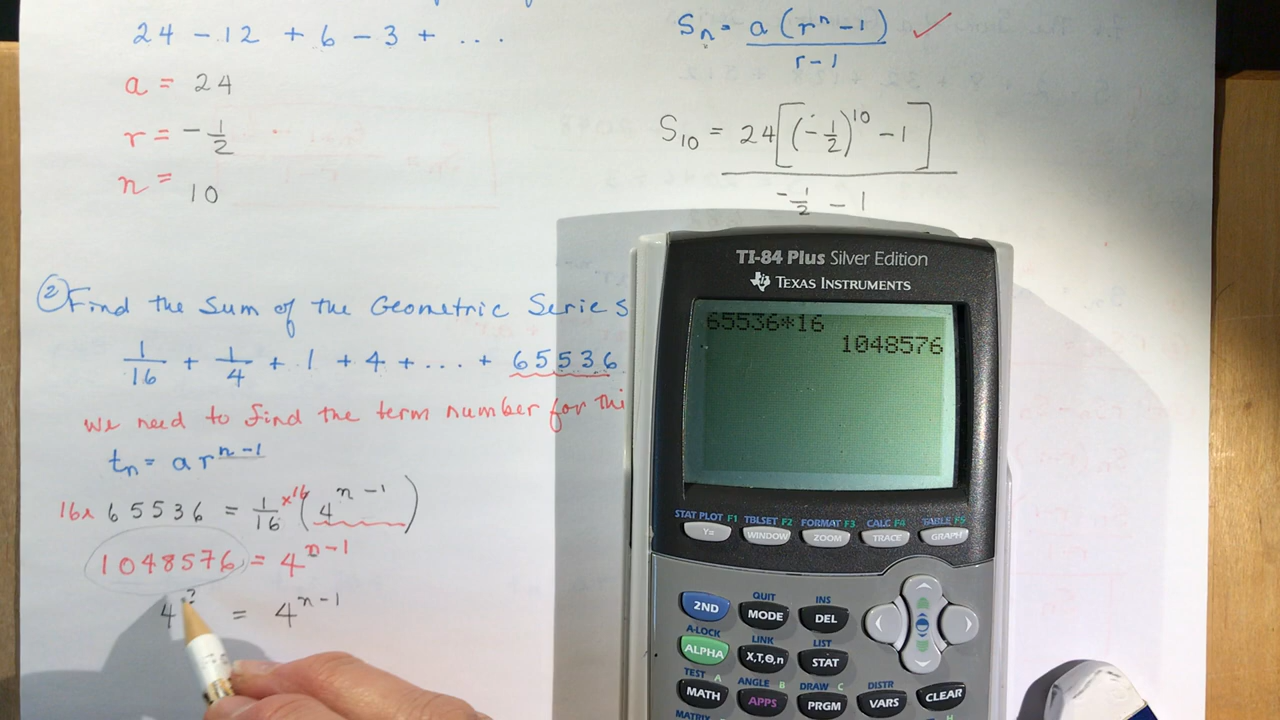 24 - 12 + 6 - 3 + ...
a = 24
r = - 1/2
n = 10
Sn = a (r^n - 1) / r - 1 ✓
S10 = 24[(- 1/2)^10 - 1] / - 1/2 - 1
② Find the Sum of the Geometric Series
1/16 + 1/4 + 1 + 4 + ... + 65536
we need to find the term number for thi
tn = a r^n-1
16x 65536 = 1/16 x16 (4^n-1)
1048576 = 4^n-1
4^? = 4^n-1
TI-84 Plus Silver Edition
TEXAS INSTRUMENTS
65536*16
1048576
STAT PLOT F1 TBLSET F2 FORMAT F3 CALC F4 TABLE F5
Y= WINDOW ZOOM TRACE GRAPH
QUIT INS
2ND MODE DEL
A-LOCK LINK LIST
ALPHA X,T,θ,n STAT
TEST A ANGLE B DRAW C DISTR
MATH APPS PRGM VARS CLEAR
MATRIX